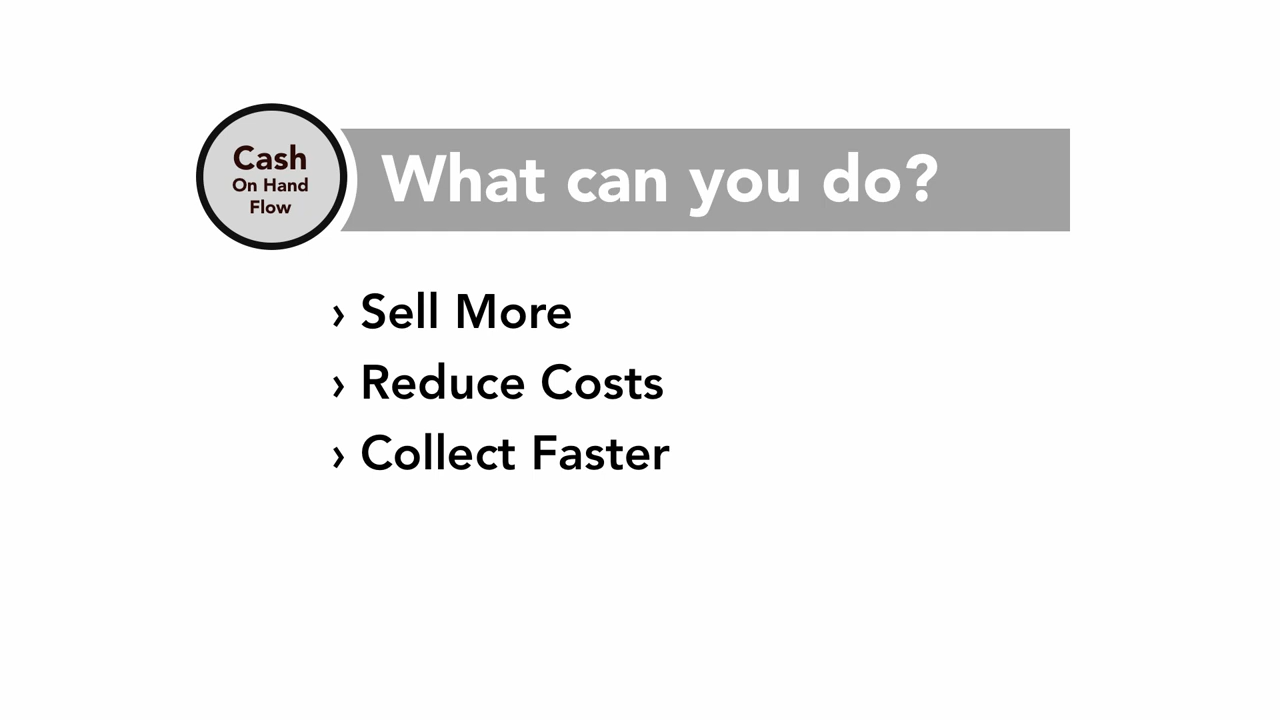 Cash
On Hand
Flow
What can you do?
› Sell More
› Reduce Costs
› Collect Faster